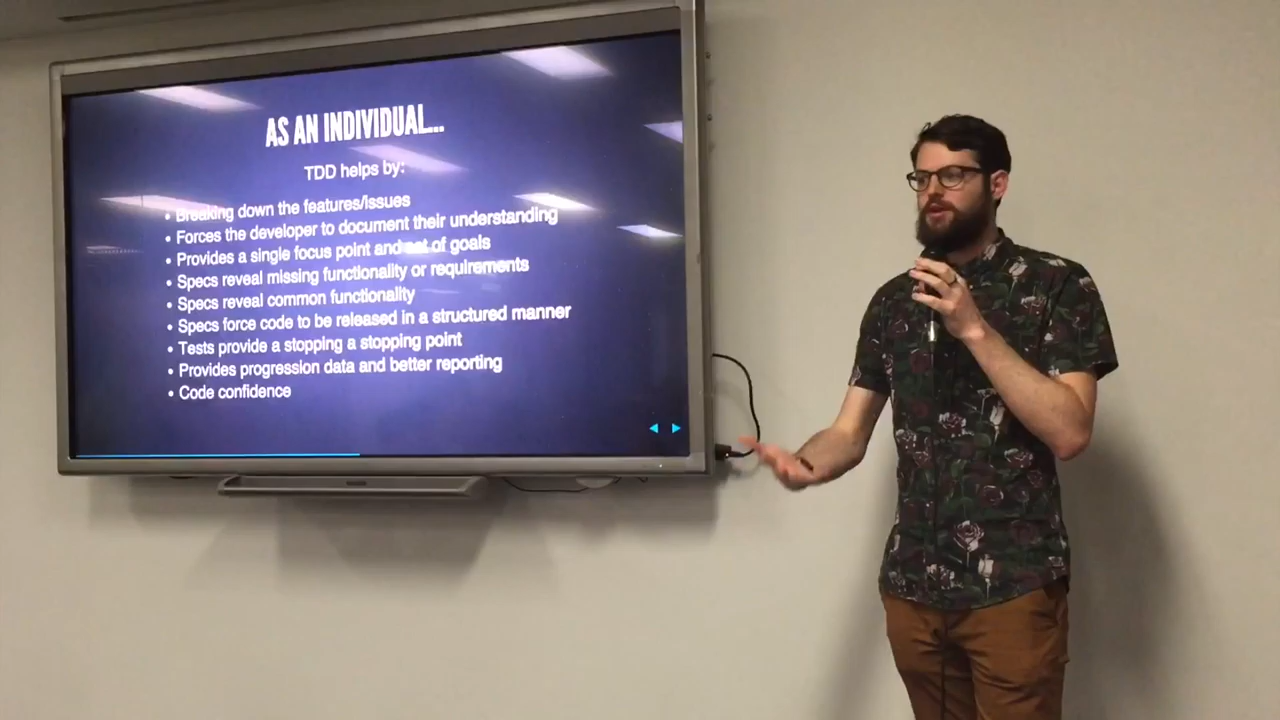 AS AN INDIVIDUAL...
TDD helps by:
• Breaking down the features/issues
• Forces the developer to document their understanding
• Provides a single focus point and set of goals
• Specs reveal missing functionality or requirements
• Specs reveal common functionality
• Specs force code to be released in a structured manner
• Tests provide a stopping a stopping point
• Provides progression data and better reporting
• Code confidence